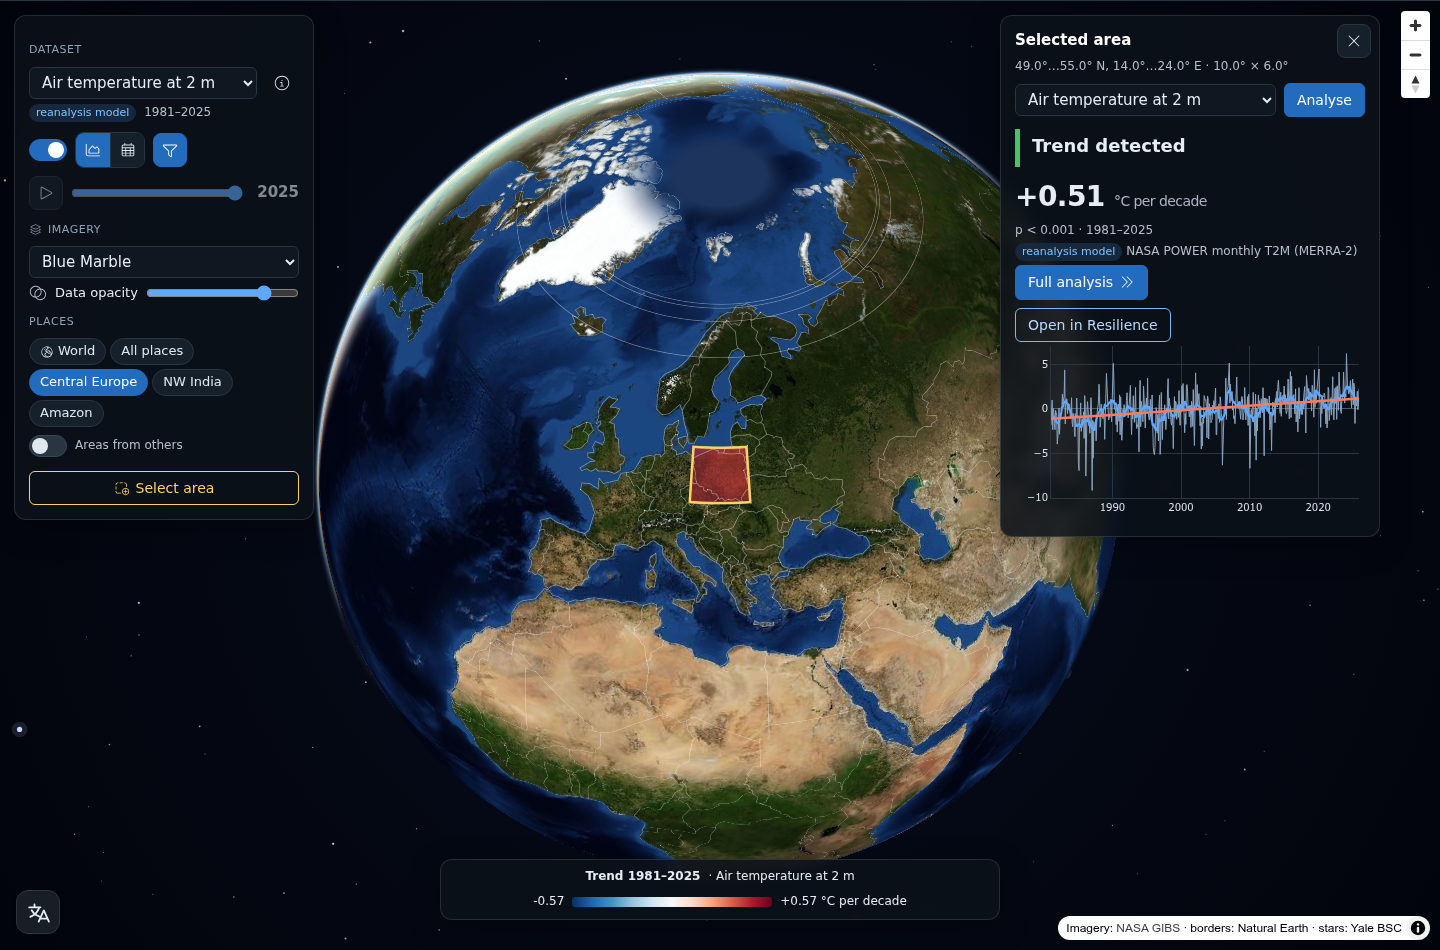 DATASET
Air temperature at 2 m
reanalysis model 1981–2025
2025
IMAGERY
Blue Marble
Data opacity
PLACES
World
All places
Central Europe
NW India
Amazon
Areas from others
Select area
Selected area
49.0°…55.0° N, 14.0°…24.0° E · 10.0° × 6.0°
Air temperature at 2 m
Analyse
Trend detected
+0.51 °C per decade
p < 0.001 · 1981–2025
reanalysis model NASA POWER monthly T2M (MERRA-2)
Full analysis
Open in Resilience
5
0
−5
−10
1990 2000 2010 2020
Trend 1981–2025 · Air temperature at 2 m
-0.57 +0.57 °C per decade
Imagery: NASA GIBS · borders: Natural Earth · stars: Yale BSC